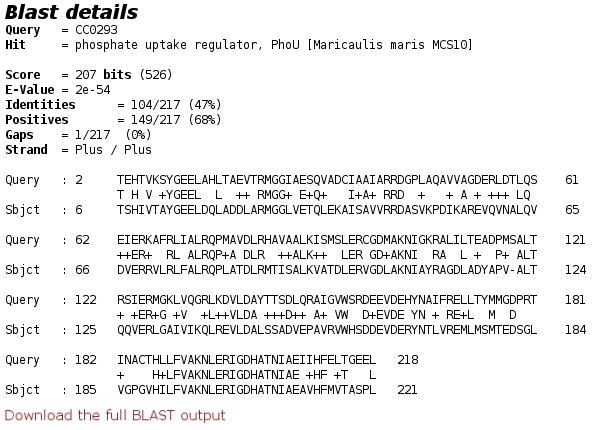 Blast details
Query = CC0293
Hit = phosphate uptake regulator, PhoU [Maricaulis maris MCS10]
Score = 207 bits (526)
E-Value = 2e-54
Identities = 104/217 (47%)
Positives = 149/217 (68%)
Gaps = 1/217 (0%)
Strand = Plus / Plus
Query : 2 TEHTVKSYGEELAHLTAEVTRMGGIAESQVADCIAAIARRDGPLAQAVVAGDERLDTLQS 61
T H V +YGEEL L ++ RMGG+ E+Q+ I+A+ RRD + + A + +++ LQ
Sbjct : 6 TSHIVTAYGEELDQLADDLARMGGLVETQLEKAISAVVRRDASVKPDIKAREVQVNALQV 65
Query : 62 EIERKAFRLIALRQPMAVDLRHAVAALKISMSLERCGDMAKNIGKRALILTEADPMSALT 121
++ER+ RL ALRQP+A DLR ++ALK++ LER GD+AKNI RA L + P+ ALT
Sbjct : 66 DVERRVLRLFALRQPLATDLRMTISALKVATDLERVGDLAKNIAYRAGDLADYAPV-ALT 124
Query : 122 RSIERMGKLVQGRLKDVLDAYTTSDLQRAIGVWSRDEEVDEHYNAIFRELLTYMMGDPRT 181
+ +ER+G +V +L++VLDA +++D++ A+ VW D+EVDE YN + RE+L M D
Sbjct : 125 QQVERLGAIVIKQLREVLDALSSADVEPAVRVWHSDDEVDERYNTLVREMLMSMTEDSGL 184
Query : 182 INACTHLLFVAKNLERIGDHATNIAEIIHFELTGEEL 218
+ H+LFVAKNLERIGDHATNIAE +HF +T L
Sbjct : 185 VGPGVHILFVAKNLERIGDHATNIAEAVHFMVTASPL 221
Download the full BLAST output